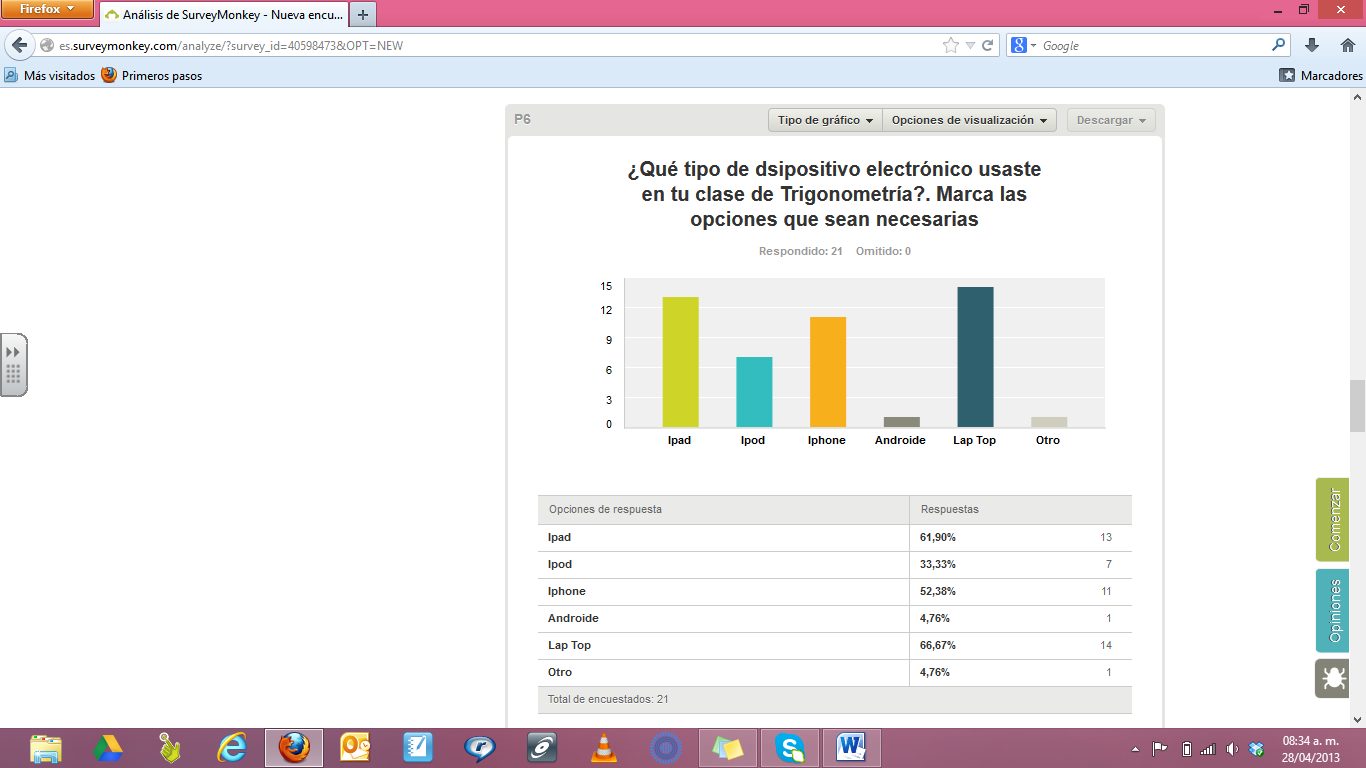 Firefox
Análisis de SurveyMonkey - Nueva encu...
es.surveymonkey.com/analyze/?survey_id=40598473&OPT=NEW
Google
Más visitados
Primeros pasos
Marcadores
P6
Tipo de gráfico
Opciones de visualización
Descargar
¿Qué tipo de dsipositivo electrónico usaste
en tu clase de Trigonometría?. Marca las
opciones que sean necesarias
Respondido: 21 Omitido: 0
15
12
9
6
3
0
Ipad Ipod Iphone Androide Lap Top Otro
Opciones de respuesta Respuestas
Ipad 61,90% 13
Ipod 33,33% 7
Iphone 52,38% 11
Androide 4,76% 1
Lap Top 66,67% 14
Otro 4,76% 1
Total de encuestados: 21
Comenzar
Opiniones
08:34 a. m.
28/04/2013